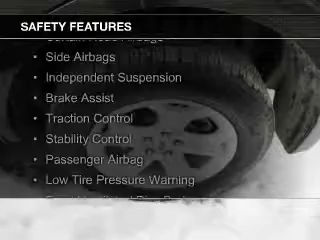 SAFETY FEATURES
• Side Airbags
• Independent Suspension
• Brake Assist
• Traction Control
• Stability Control
• Passenger Airbag
• Low Tire Pressure Warning